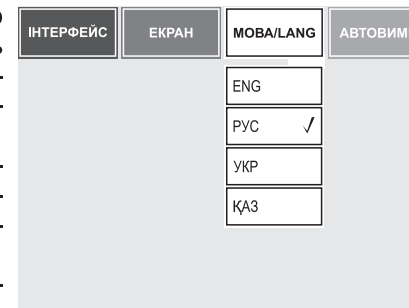 ІНТЕРФЕЙС ЕКРАН МОВА/LANG АВТОВИМ
ENG
РУС ✓
УКР
ҚАЗ